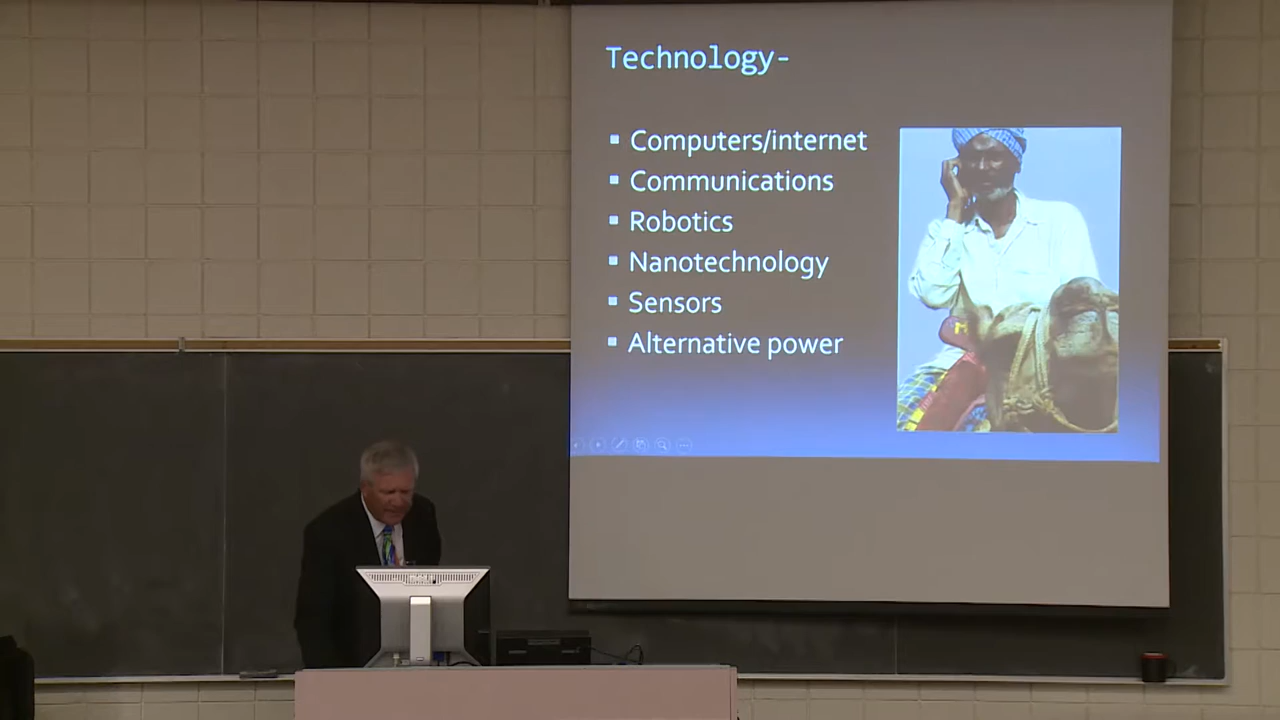 Technology-
▪ Computers/internet
▪ Communications
▪ Robotics
▪ Nanotechnology
▪ Sensors
▪ Alternative power